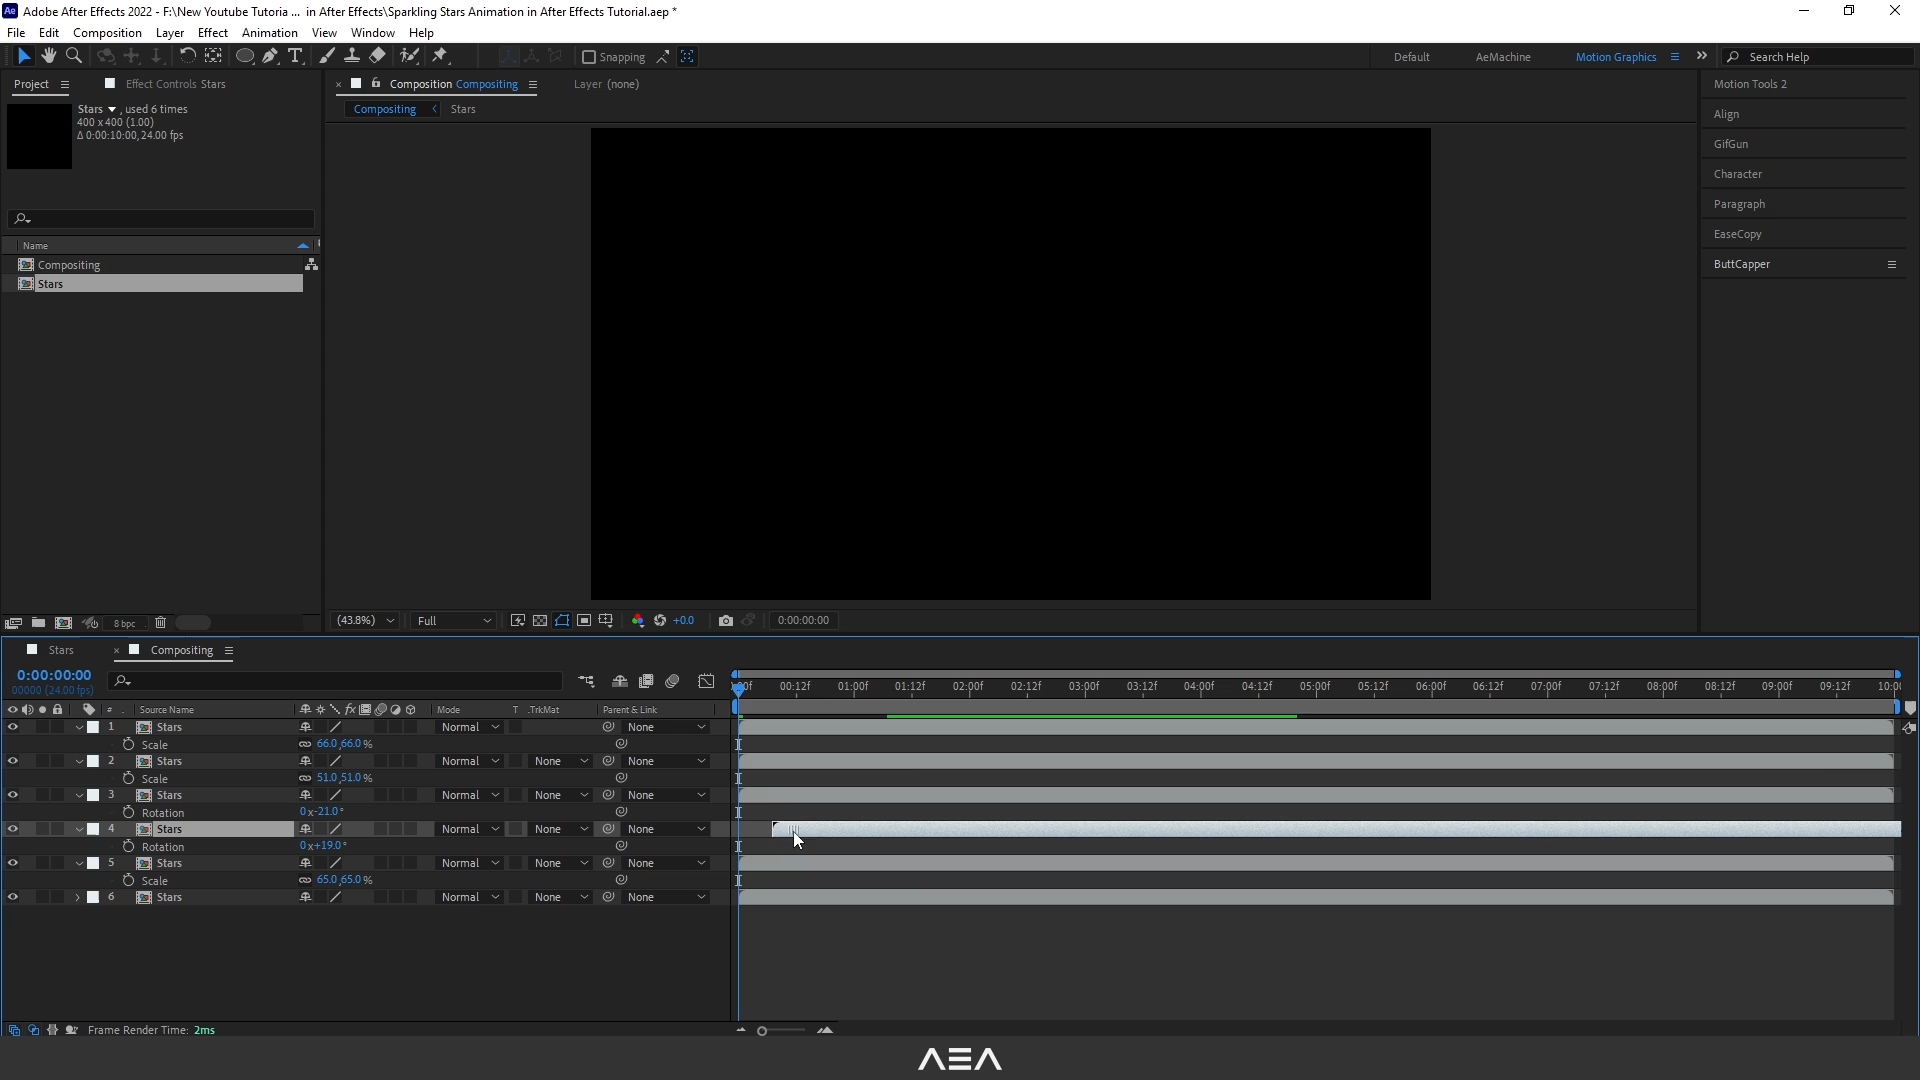 Ae Adobe After Effects 2022 - F:\New Youtube Tutoria ... in After Effects\Sparkling Stars Animation in After Effects Tutorial.aep *
File Edit Composition Layer Effect Animation View Window Help
Snapping Default AeMachine Motion Graphics Search Help
Project Effect Controls Stars Composition Compositing Layer (none) Motion Tools 2
Stars , used 6 times Compositing Stars
400 x 400 (1.00) Align
Δ 0:00:10:00, 24.00 fps GifGun
Character
Paragraph
EaseCopy
Name
Compositing ButtCapper
Stars
8 bpc (43.8%) Full +0.0 0:00:00:00
Stars Compositing
0:00:00:00
00000 (24.00 fps) 00:12f 01:00f 01:12f 02:00f 02:12f 03:00f 03:12f 04:00f 04:12f 05:00f 05:12f 06:00f 06:12f 07:00f 07:12f 08:00f 08:12f 09:00f 09:12f 10:00
# Source Name Mode T .TrkMat Parent & Link
1 Stars Normal None
Scale 66.0,66.0 %
2 Stars Normal None None
Scale 51.0,51.0 %
3 Stars Normal None None
Rotation 0x-21.0°
4 Stars Normal None None
Rotation 0x+19.0°
5 Stars Normal None None
Scale 65.0,65.0 %
6 Stars Normal None None
Frame Render Time: 2ms
AEA